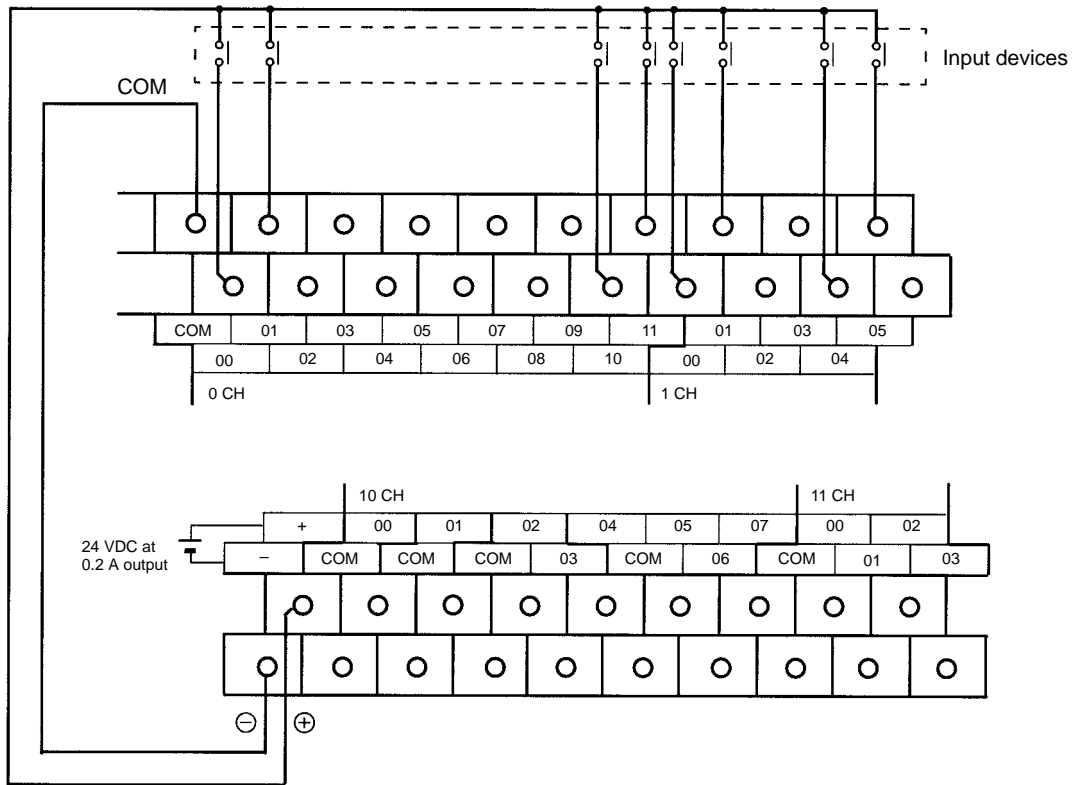 Input devices
COM
COM 01 03 05 07 09 11 01 03 05
00 02 04 06 08 10 00 02 04
0 CH 1 CH
10 CH 11 CH
+ 00 01 02 04 05 07 00 02
24 VDC at
0.2 A output
− COM COM COM 03 COM 06 COM 01 03
⊖ ⊕